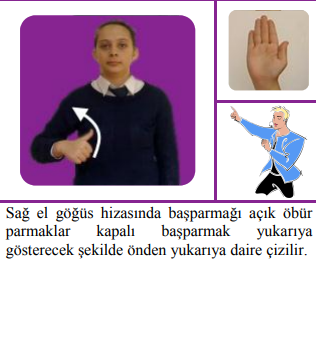 Sağ el göğüs hizasında başparmağı açık öbür
parmaklar kapalı başparmak yukarıya
gösterecek şekilde önden yukarıya daire çizilir.